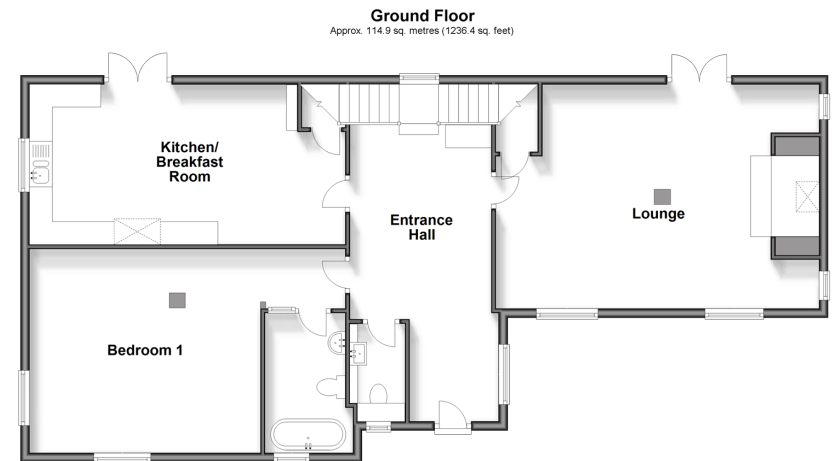 Ground Floor
Approx. 114.9 sq. metres (1236.4 sq. feet)
Kitchen/
Breakfast
Room
Entrance
Hall
Lounge
Bedroom 1